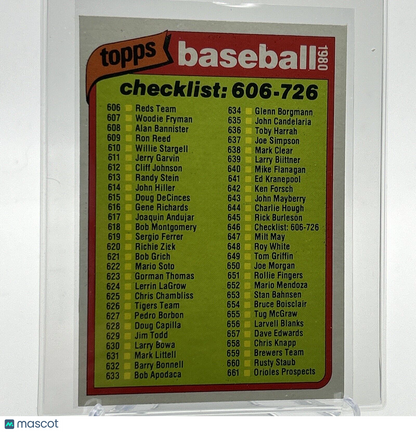 topps
baseball 1980
checklist: 606-726
606 Reds Team
607 Woodie Fryman
608 Alan Bannister
609 Ron Reed
610 Willie Stargell
611 Jerry Garvin
612 Cliff Johnson
613 Randy Stein
614 John Hiller
615 Doug DeCinces
616 Gene Richards
617 Joaquin Andujar
618 Bob Montgomery
619 Sergio Ferrer
620 Richie Zisk
621 Bob Grich
622 Mario Soto
623 Gorman Thomas
624 Lerrin LaGrow
625 Chris Chambliss
626 Tigers Team
627 Pedro Borbon
628 Doug Capilla
629 Jim Todd
630 Larry Bowa
631 Mark Littell
632 Barry Bonnell
633 Bob Apodaca
634 Glenn Borgmann
635 John Candelaria
636 Toby Harrah
637 Joe Simpson
638 Mark Clear
639 Larry Biittner
640 Mike Flanagan
641 Ed Kranepool
642 Ken Forsch
643 John Mayberry
644 Charlie Hough
645 Rick Burleson
646 Checklist: 606-726
647 Milt May
648 Roy White
649 Tom Griffin
650 Joe Morgan
651 Rollie Fingers
652 Mario Mendoza
653 Stan Bahnsen
654 Bruce Boisclair
655 Tug McGraw
656 Larvell Blanks
657 Dave Edwards
658 Chris Knapp
659 Brewers Team
660 Rusty Staub
661 Orioles Prospects
mascot